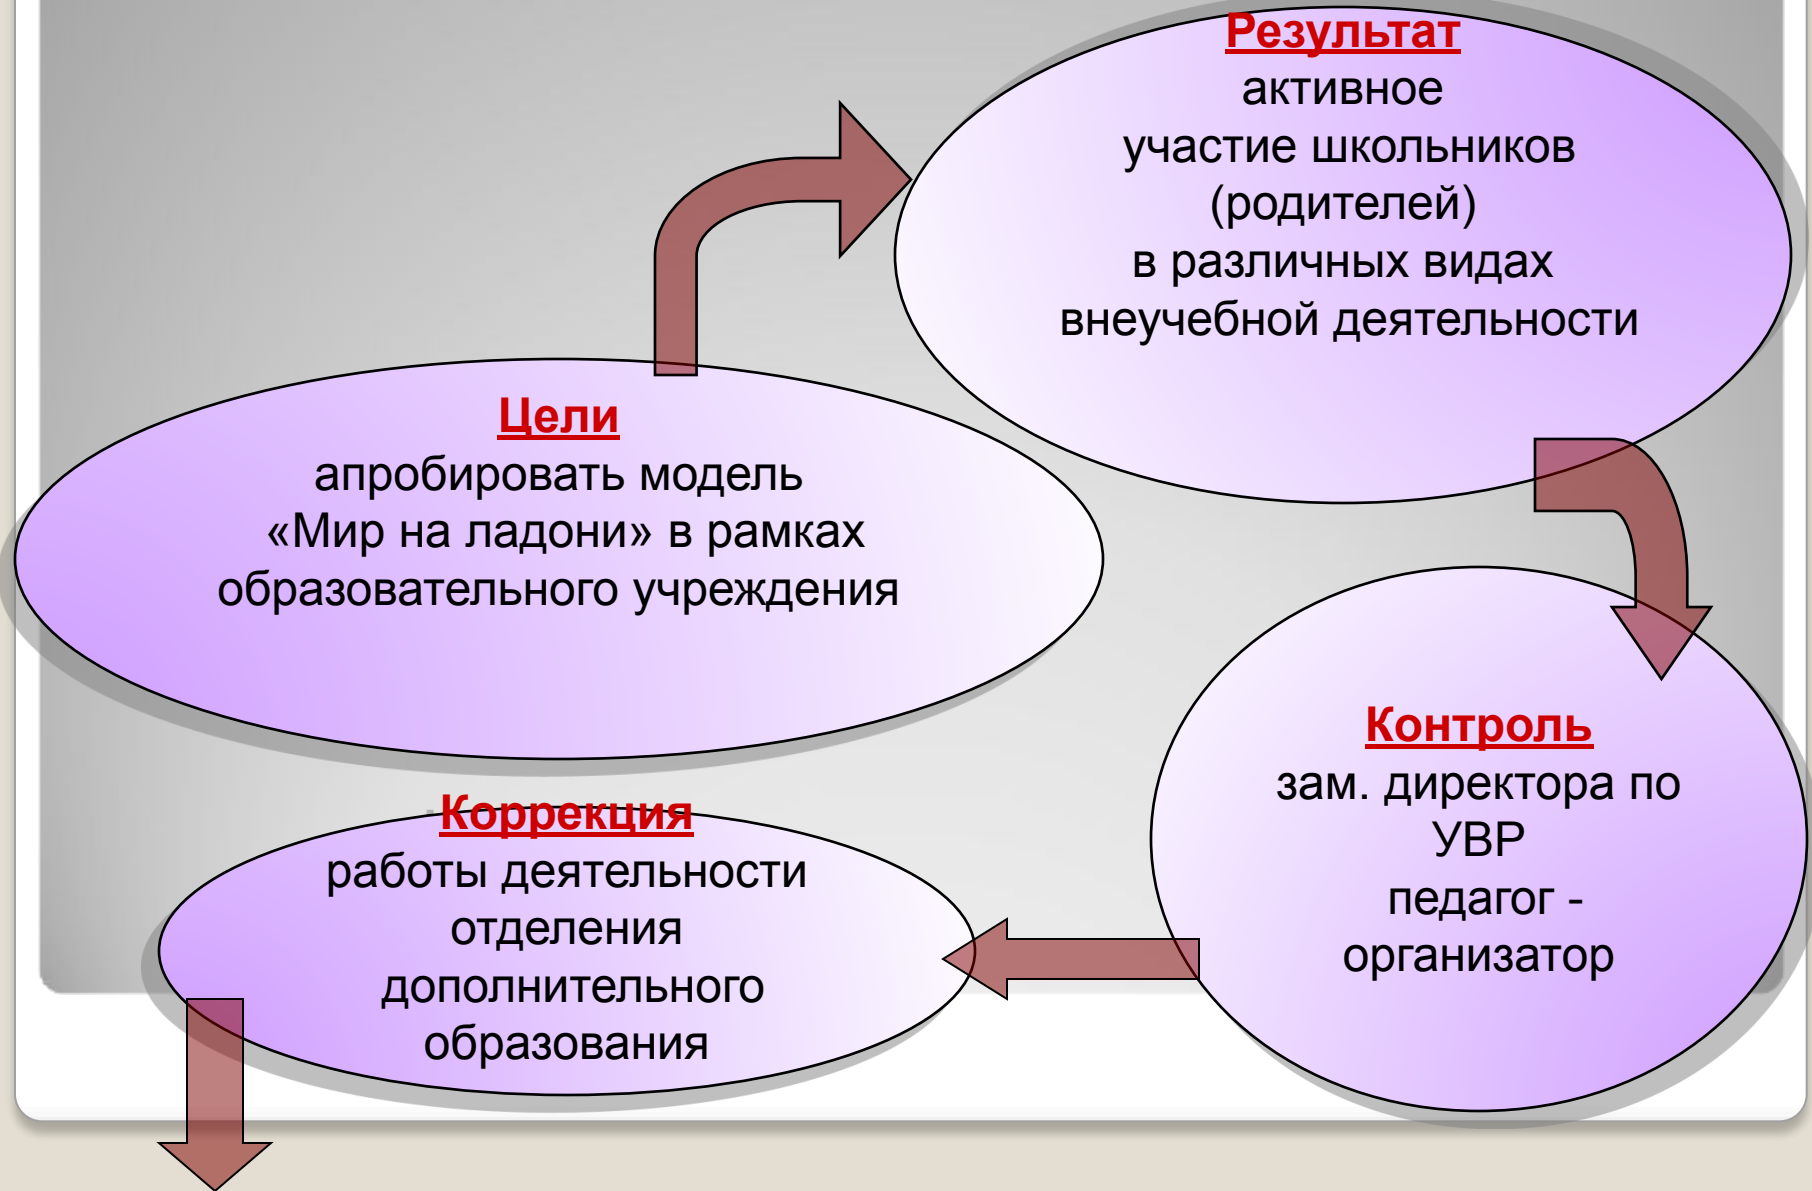 Результат
активное
участие школьников
(родителей)
в различных видах
внеучебной деятельности
Цели
апробировать модель
«Мир на ладони» в рамках
образовательного учреждения
Контроль
зам. директора по
УВР
педагог -
организатор
Коррекция
работы деятельности
отделения
дополнительного
образования